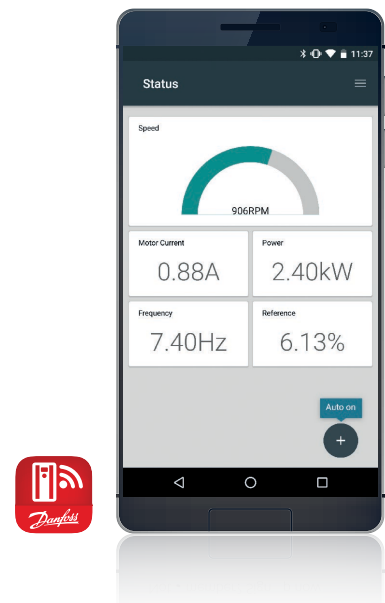 11:37
Status
Speed
906RPM
Motor Current
0.88A
Power
2.40kW
Frequency
7.40Hz
Reference
6.13%
Auto on
+
Danfoss